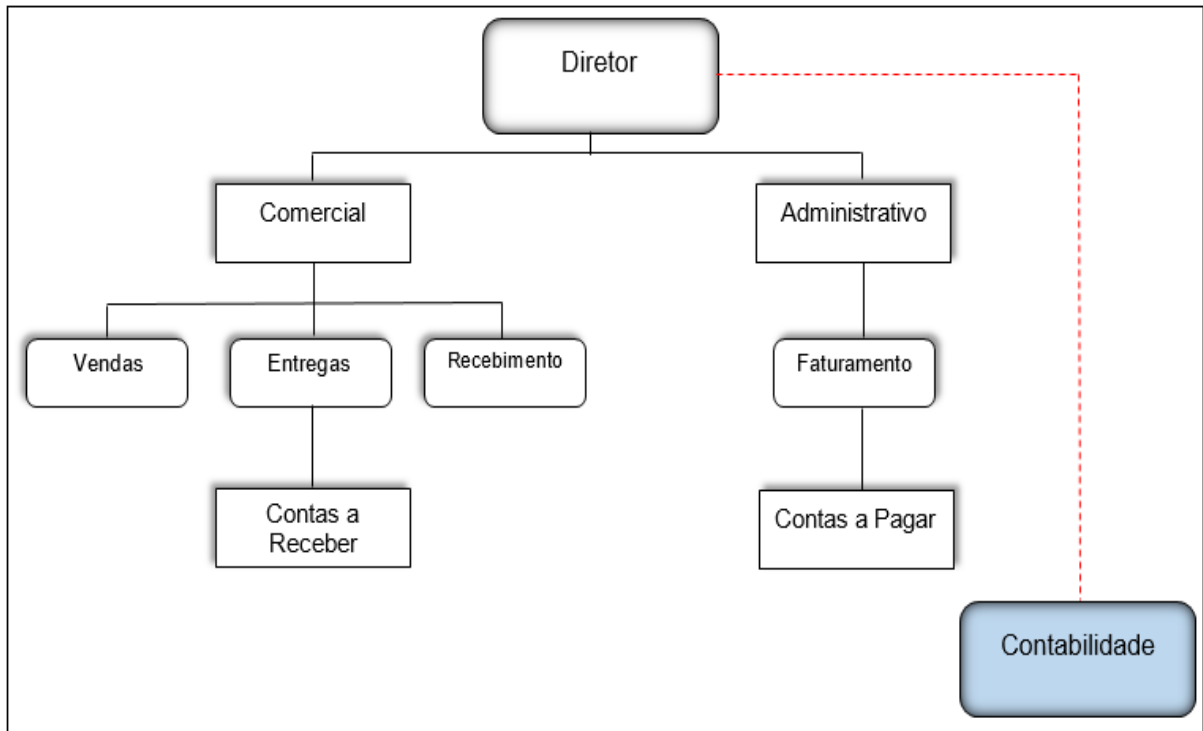 Diretor
Comercial
Administrativo
Vendas
Entregas
Recebimento
Faturamento
Contas a
Receber
Contas a Pagar
Contabilidade